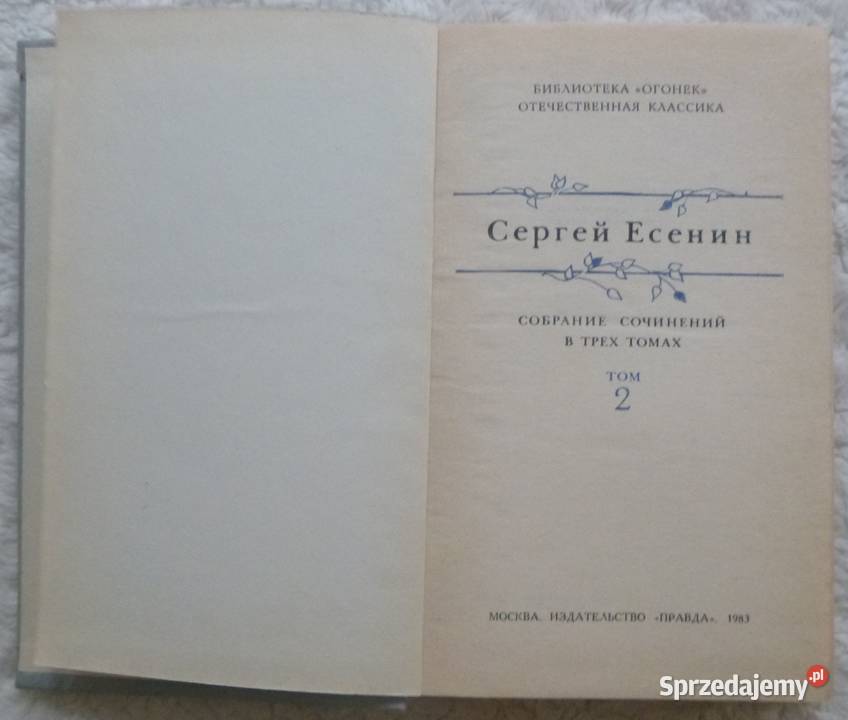 БИБЛИОТЕКА «ОГОНЕК»
ОТЕЧЕСТВЕННАЯ КЛАССИКА
Сергей Есенин
СОБРАНИЕ СОЧИНЕНИЙ
В ТРЕХ ТОМАХ
ТОМ
2
МОСКВА. ИЗДАТЕЛЬСТВО «ПРАВДА». 1983
Sprzedajemy.pl